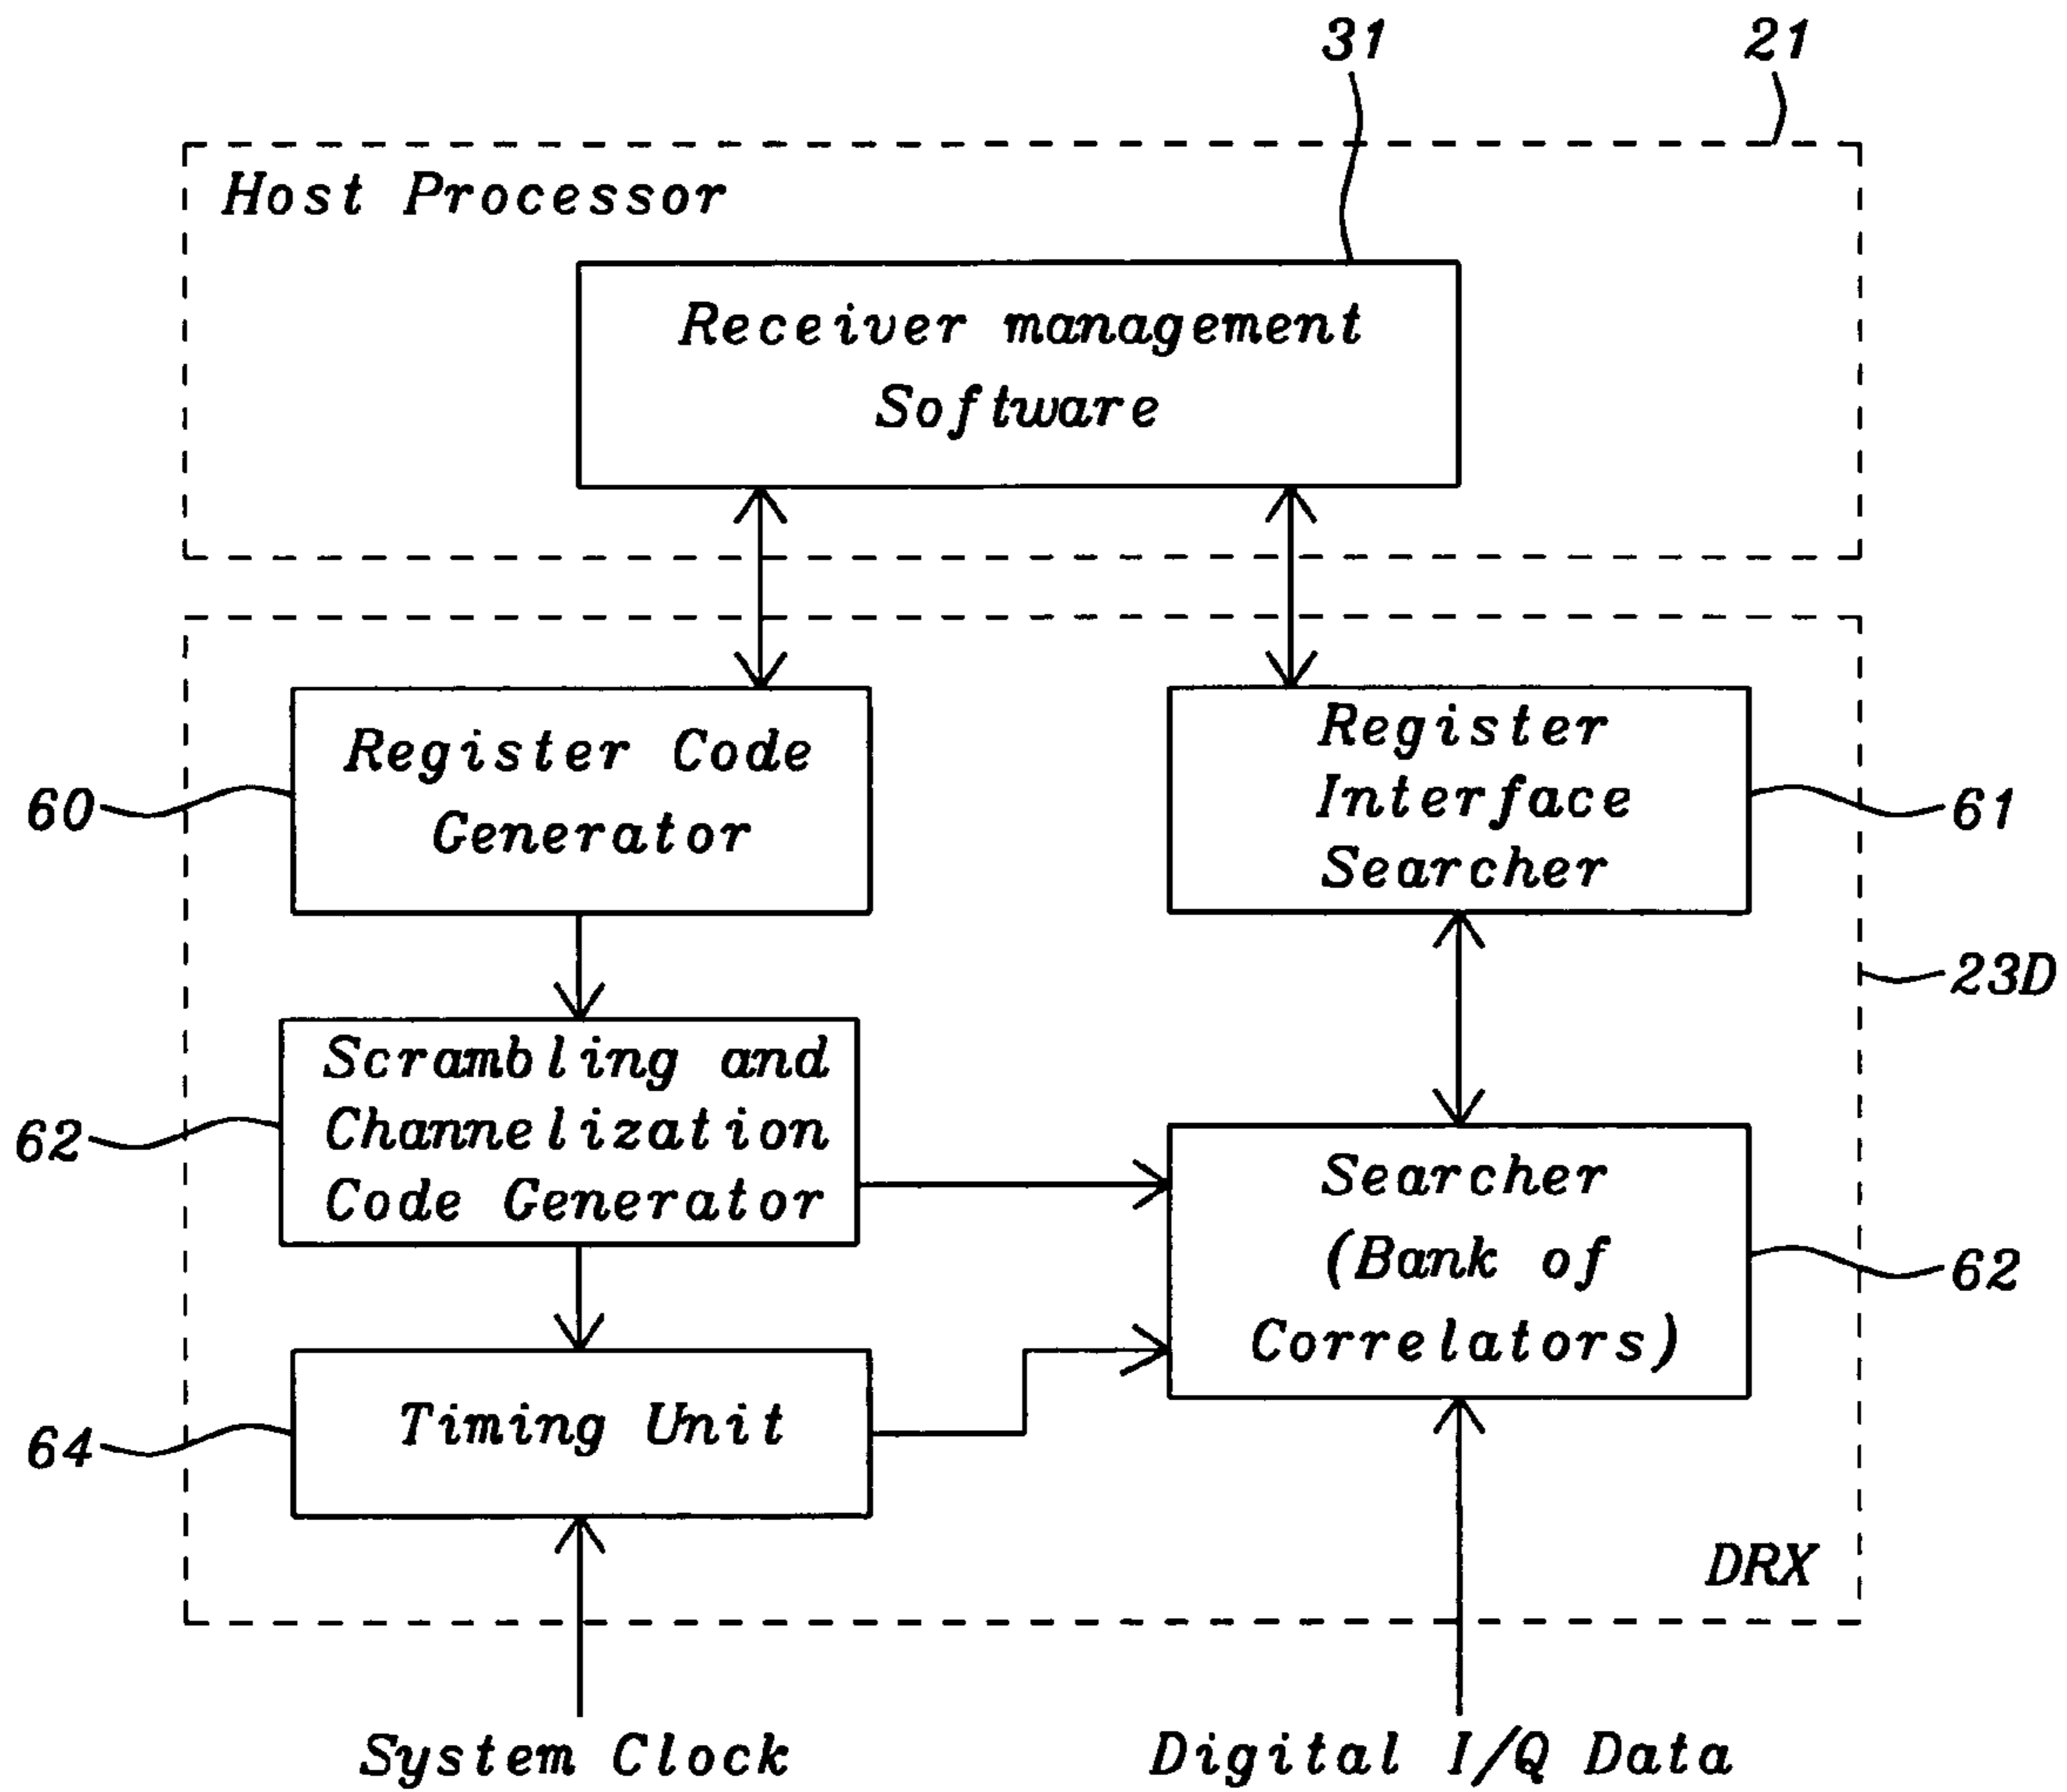 31
21
Host Processor
Receiver management
Software
Register Code
Generator
60
Register
Interface
Searcher
61
23D
Scrambling and
Channelization
Code Generator
62
Searcher
(Bank of
Correlators)
62
Timing Unit
64
DRX
System Clock
Digital I/Q Data